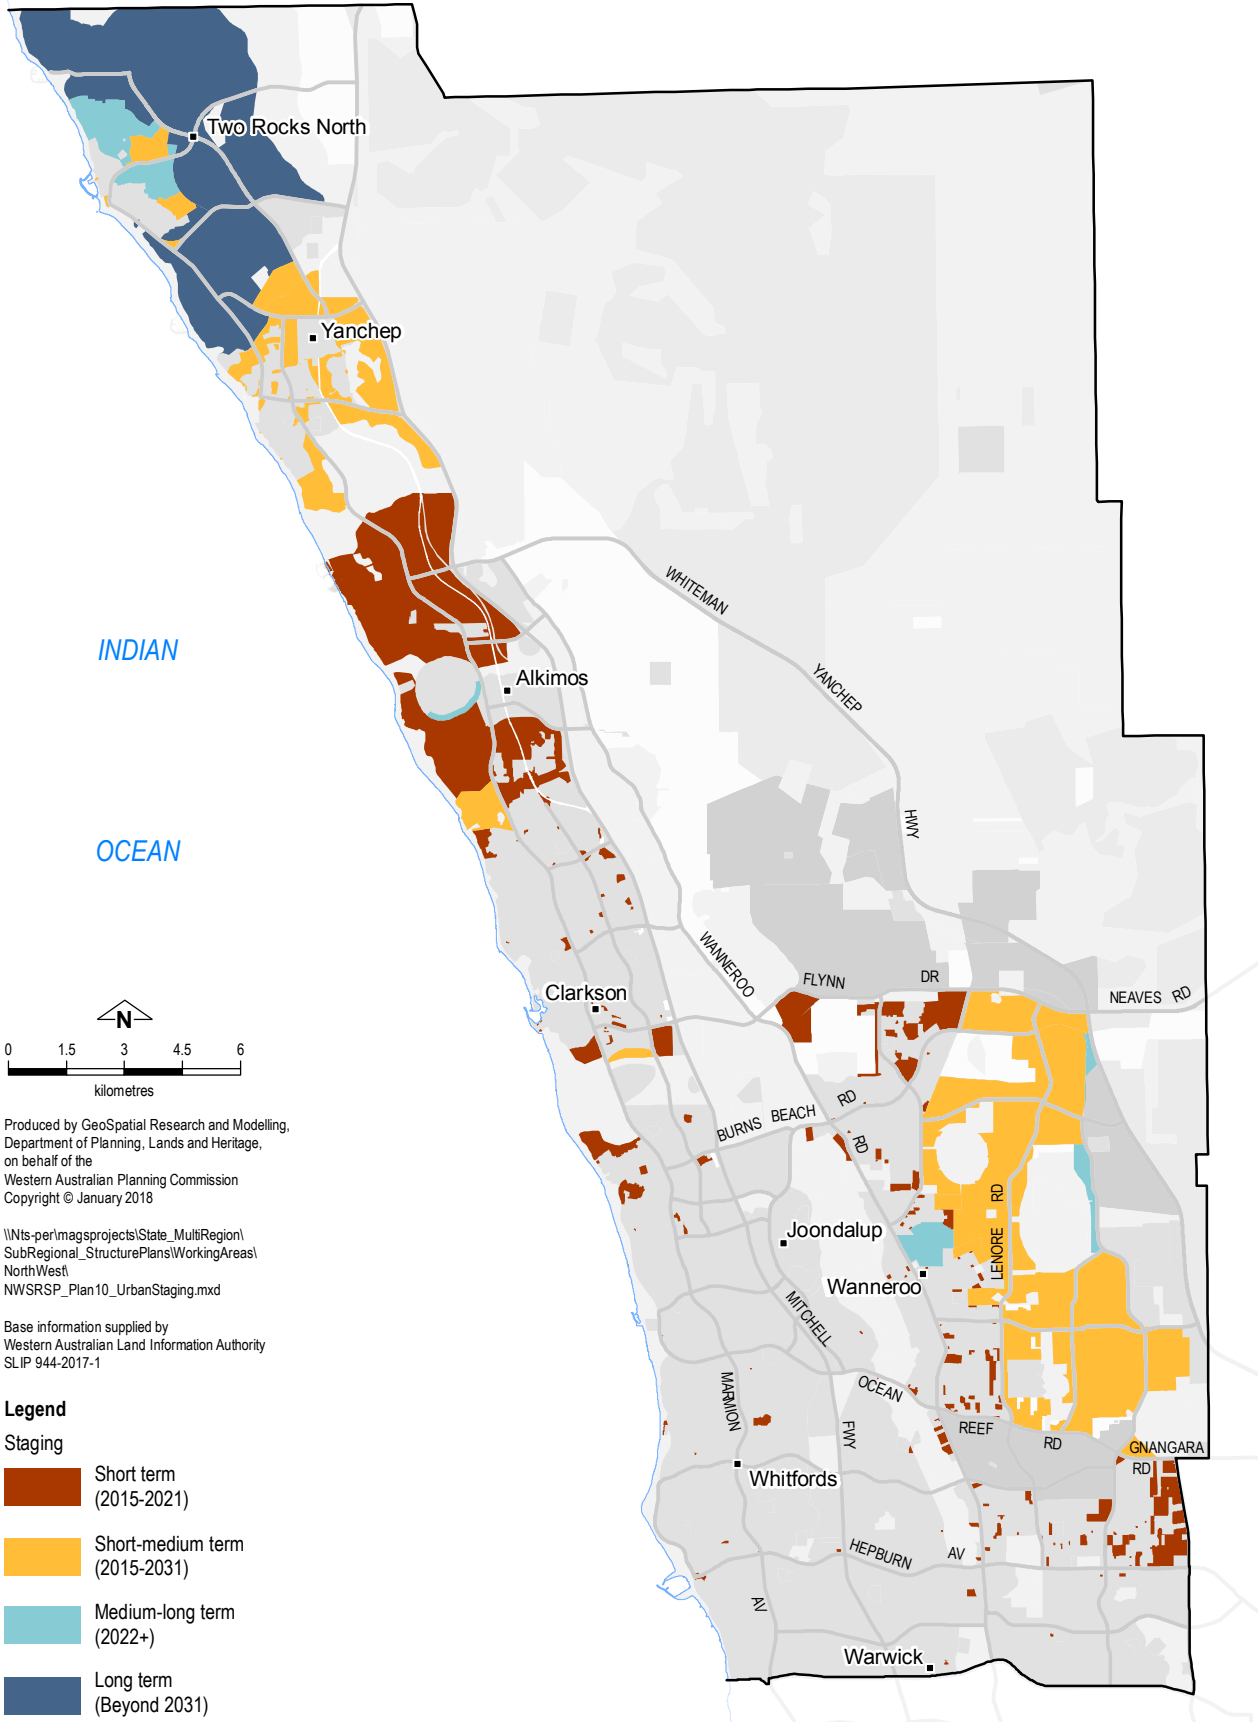 Two Rocks North
Yanchep
WHITEMAN
YANCHEP
HWY
INDIAN
Alkimos
OCEAN
WANNEROO
RD
FLYNN
DR
NEAVES RD
Clarkson
N
0 1.5 3 4.5 6
kilometres
BURNS BEACH RD
Produced by GeoSpatial Research and Modelling,
Department of Planning, Lands and Heritage,
on behalf of the
Western Australian Planning Commission
Copyright © January 2018
\\Nts-per\magsprojects\State_MultiRegion\
SubRegional_StructurePlans\WorkingAreas\
NorthWest\
NWSRSP_Plan10_UrbanStaging.mxd
Base information supplied by
Western Australian Land Information Authority
SLIP 944-2017-1
Joondalup
Wanneroo
LENORE RD
MITCHELL
FWY
MARMION
AV
OCEAN
REEF
RD
GNANGARA
RD
Whitfords
HEPBURN
AV
Warwick
Legend
Staging
Short term
(2015-2021)
Short-medium term
(2015-2031)
Medium-long term
(2022+)
Long term
(Beyond 2031)